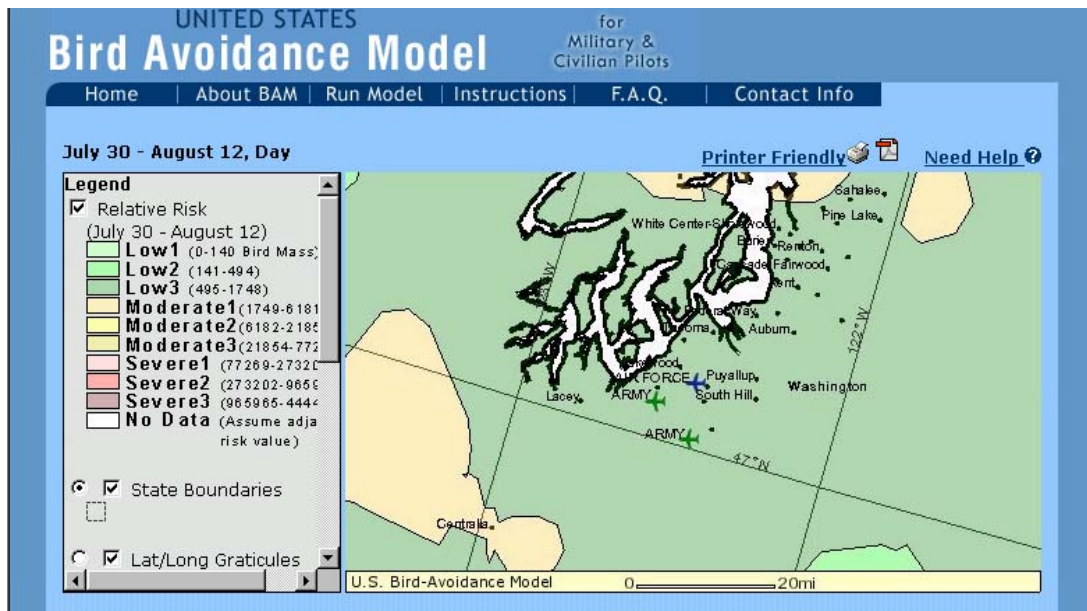 UNITED STATES
Bird Avoidance Model
for
Military &
Civilian Pilots
Home | About BAM | Run Model | Instructions | F.A.Q. | Contact Info
July 30 - August 12, Day
Printer Friendly
Need Help
Legend
Relative Risk
(July 30 - August 12)
Low1 (0-140 Bird Mass)
Low2 (141-494)
Low3 (495-1748)
Moderate1 (1749-6181
Moderate2 (6182-2185
Moderate3 (21854-772
Severe1 (77269-2732
Severe2 (273202-9659
Severe3 (965965-4444
No Data (Assume adja
risk value)
State Boundaries
Lat/Long Graticules
Sahalee
Pine Lake
White Center-
Renton
Fairwood
Kent
Auburn
122°W
Puyallup
AIR FORCE
Washington
Lacey
ARMY
South Hill
ARMY
47°N
Centralia
U.S. Bird-Avoidance Model 0 20mi